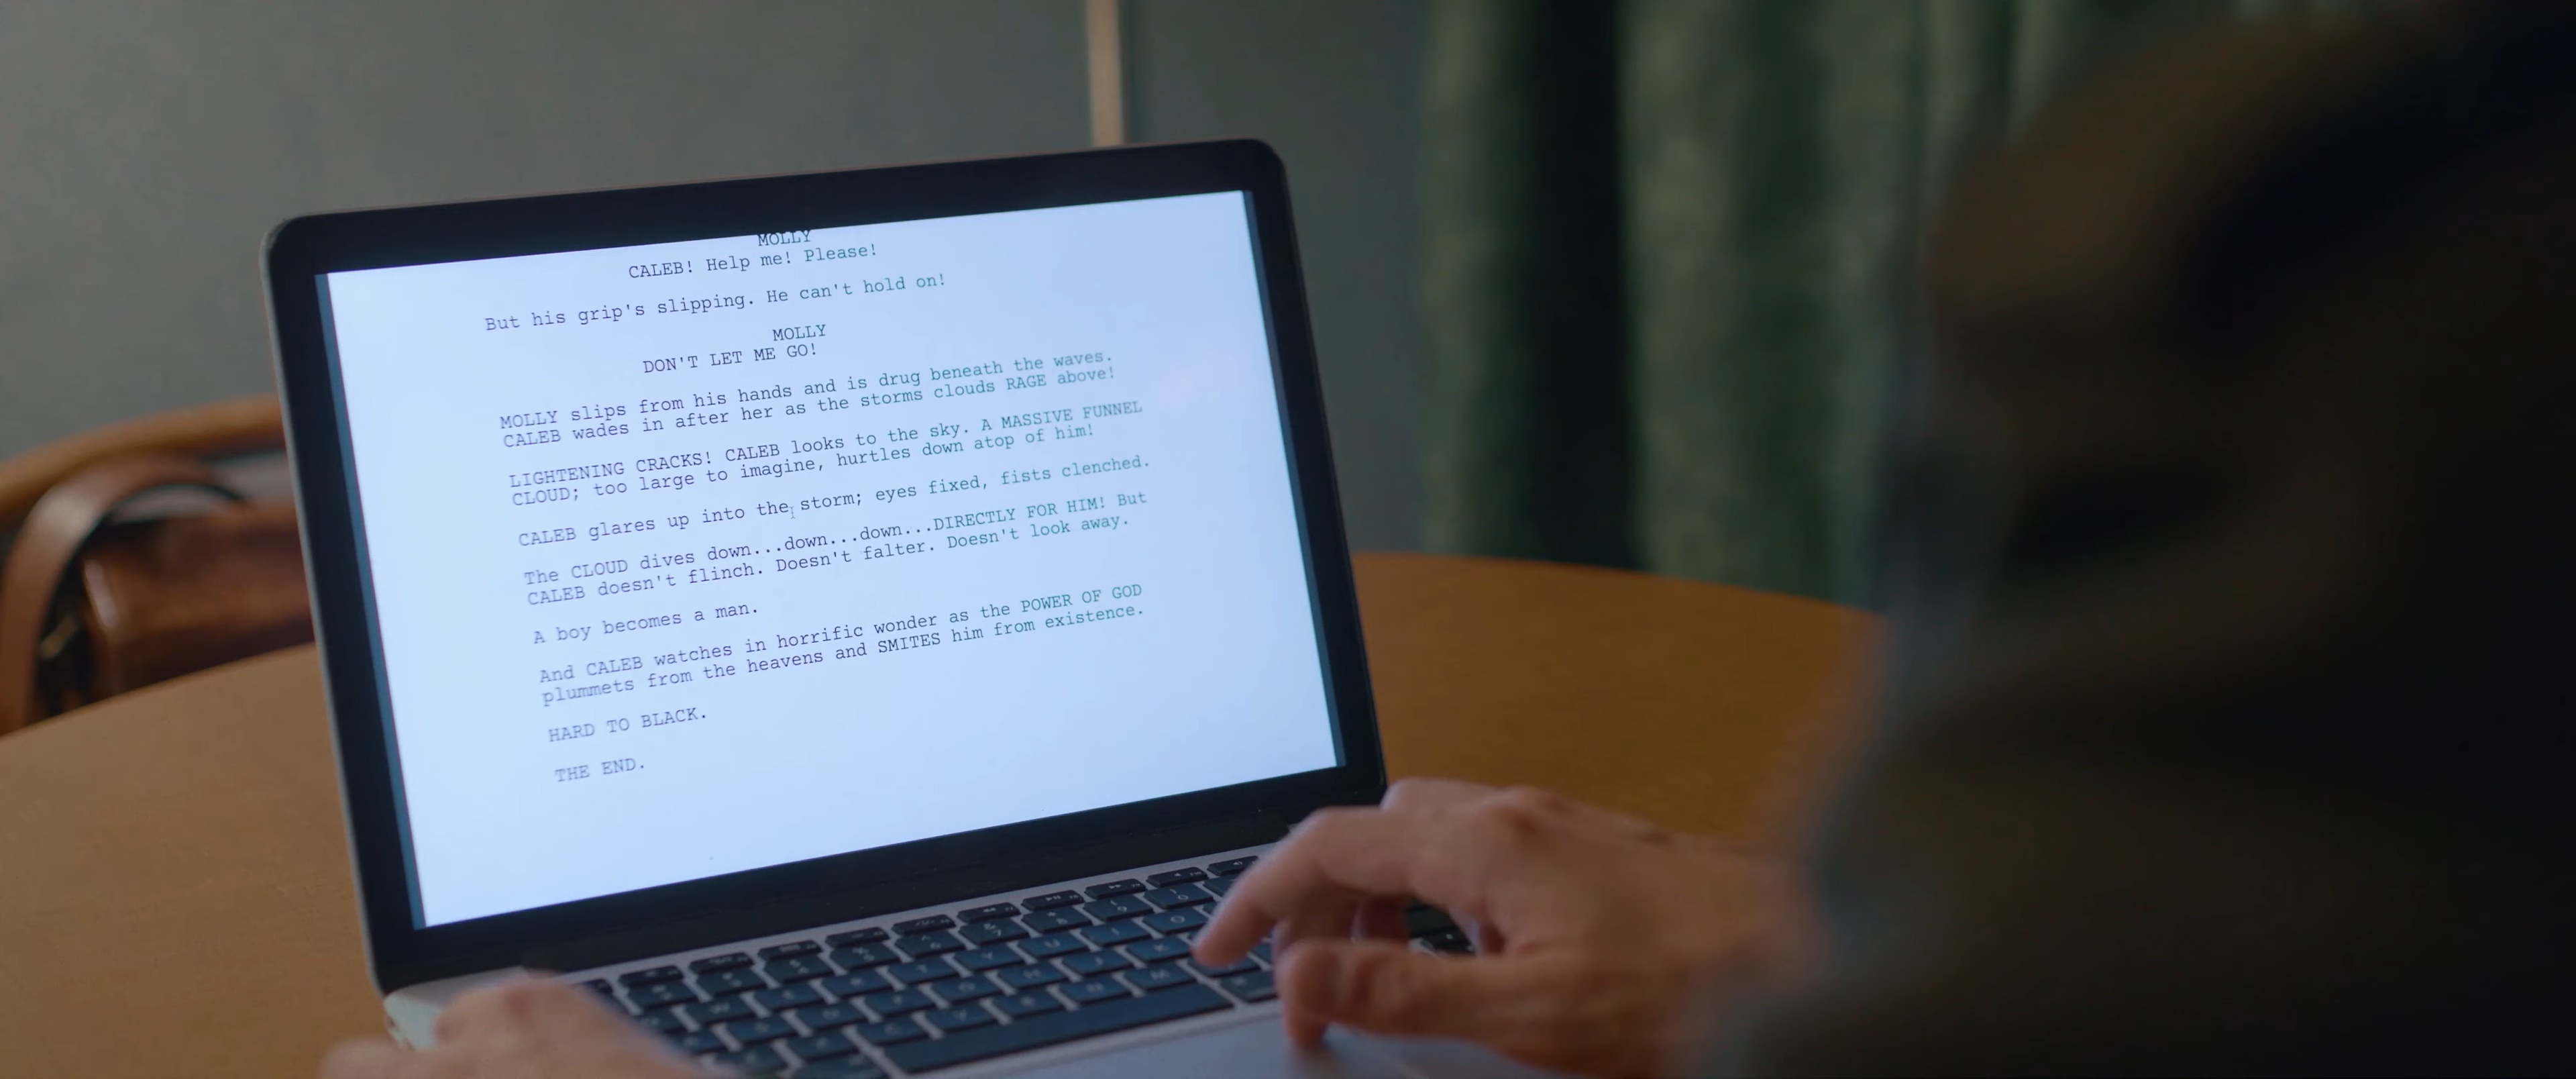 MOLLY
CALEB! Help me! Please!
But his grip's slipping. He can't hold on!
MOLLY
DON'T LET ME GO!
MOLLY slips from his hands and is drug beneath the waves.
CALEB wades in after her as the storms clouds RAGE above!
LIGHTENING CRACKS! CALEB looks to the sky. A MASSIVE FUNNEL
CLOUD; too large to imagine, hurtles down atop of him!
CALEB glares up into the storm; eyes fixed, fists clenched.
The CLOUD dives down...down...down...DIRECTLY FOR HIM! But
CALEB doesn't flinch. Doesn't falter. Doesn't look away.
A boy becomes a man.
And CALEB watches in horrific wonder as the POWER OF GOD
plummets from the heavens and SMITES him from existence.
HARD TO BLACK.
THE END.